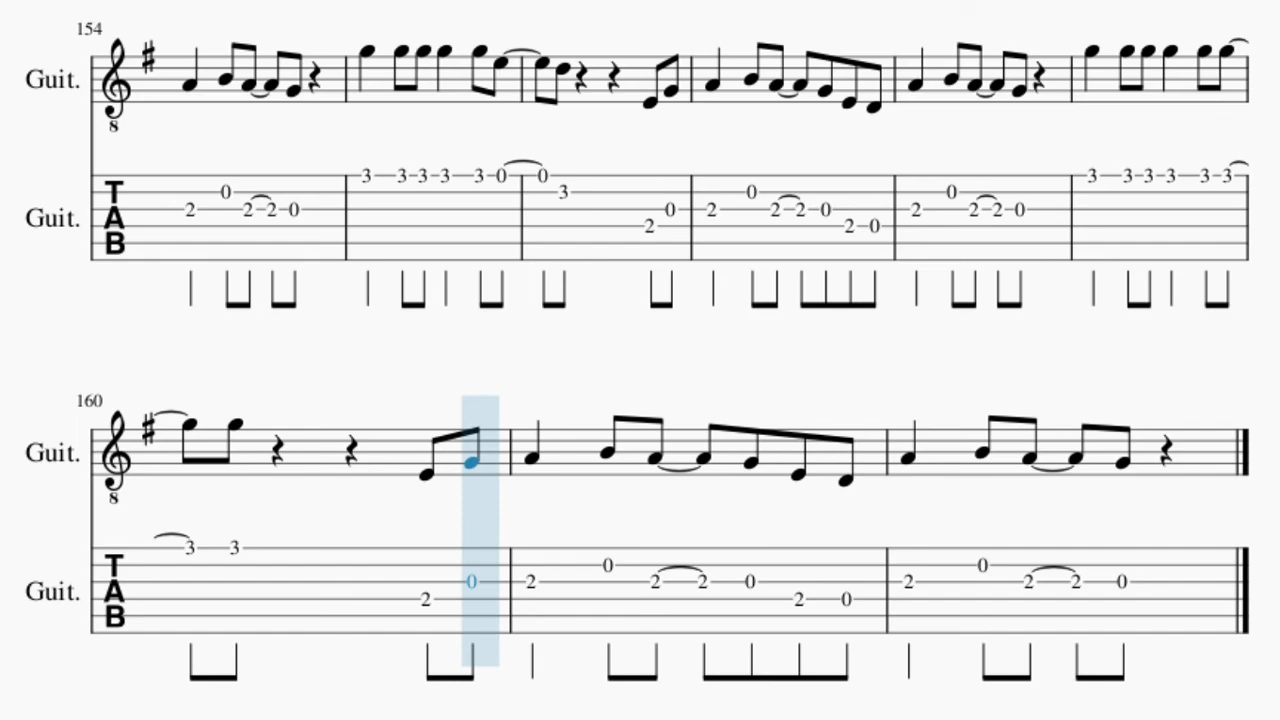 154
Guit.
8
Guit.
TAB
3 3 3 3 3 0 0 3 3 3 3 3 3
0 3 0 0
2 2 2 0 0 2 2 2 0 2 2 2 0
2 2 0
160
Guit.
8
Guit.
TAB
3 3
0 0
0 2 2 2 0 2 2 2 0
2 2 0